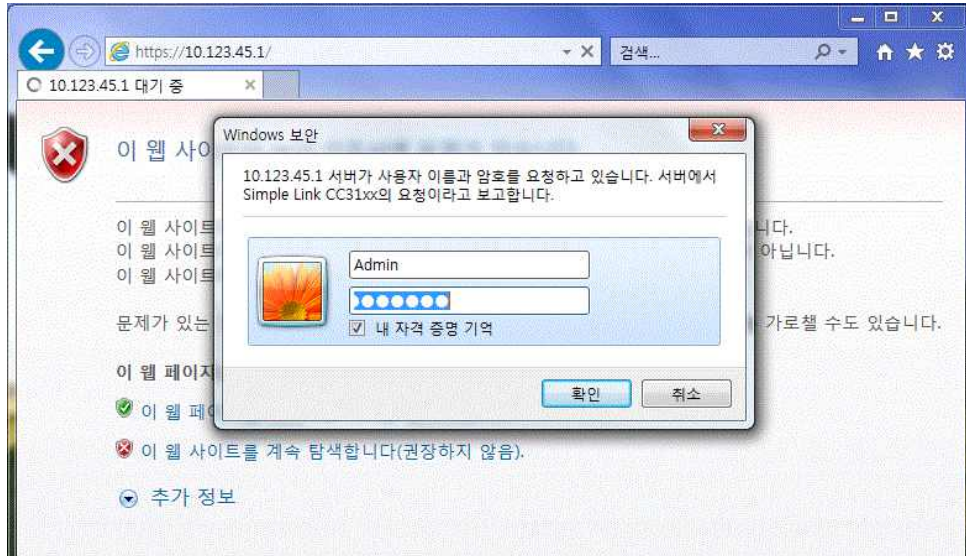 https://10.123.45.1/
검색...
10.123.45.1 대기 중
이 웹 사이
Windows 보안
10.123.45.1 서버가 사용자 이름과 암호를 요청하고 있습니다. 서버에서
Simple Link CC31xx의 요청이라고 보고합니다.
이 웹 사이트
니다.
이 웹 사이트
아닙니다.
이 웹 사이트
Admin
●●●●●●●
내 자격 증명 기억
문제가 있는
가로챌 수도 있습니다.
이 웹 페이지
확인
취소
이 웹 페이
이 웹 사이트를 계속 탐색합니다(권장하지 않음).
추가 정보